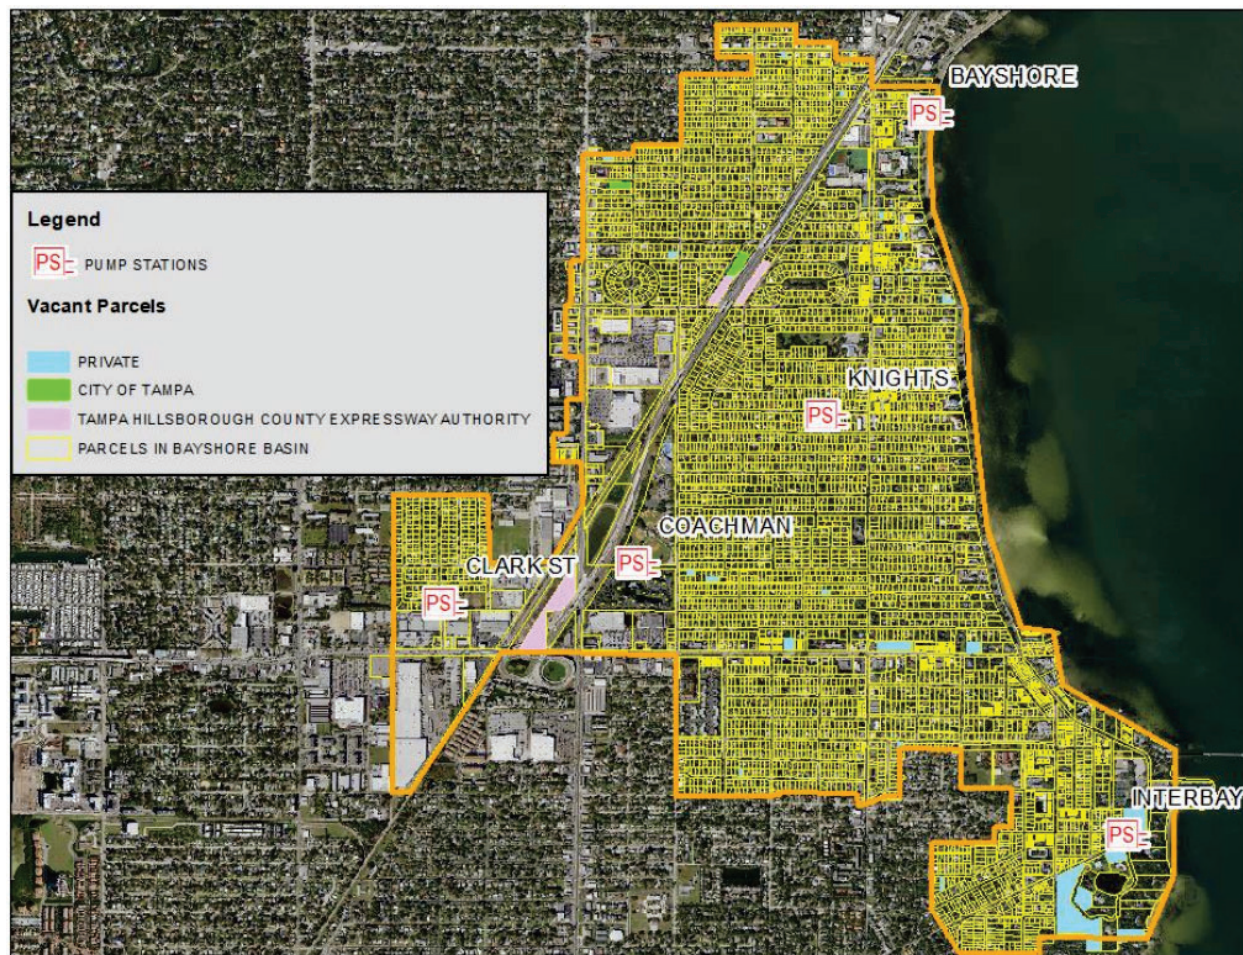 BAYSHORE
PS
Legend
PS PUMP STATIONS
Vacant Parcels
PRIVATE
CITY OF TAMPA
TAMPA HILLSBOROUGH COUNTY EXPRESSWAY AUTHORITY
PARCELS IN BAYSHORE BASIN
KNIGHTS
PS
COACHMAN
PS
CLARK ST
PS
INTERBAY
PS